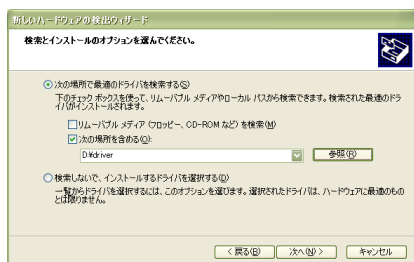 新しいハードウェアの検出ウィザード
検索とインストールのオプションを選んでください。
次の場所で最適のドライバを検索する(S)
下のチェック ボックスを使って、リムーバブル メディアやローカル パスから検索できます。検索された最適のドラ
イバがインストールされます。
リムーバブル メディア (フロッピー、CD-ROM など) を検索(M)
次の場所を含める(O):
D:¥driver
参照(R)
検索しないで、インストールするドライバを選択する(D)
一覧からドライバを選択するには、このオプションを選びます。選択されたドライバは、ハードウェアに最適のもの
とは限りません。
< 戻る(B)
次へ(N) >
キャンセル